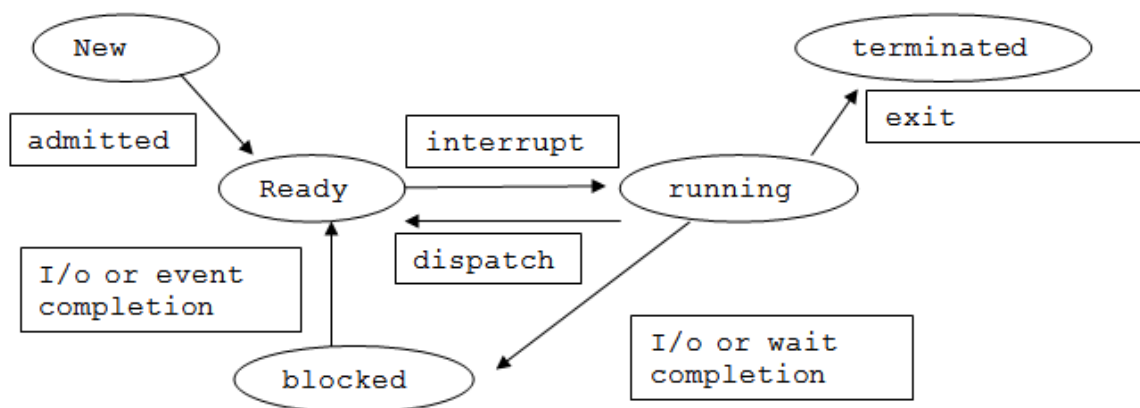 New
terminated
admitted
interrupt
exit
Ready
running
dispatch
I/o or event
completion
I/o or wait
completion
blocked